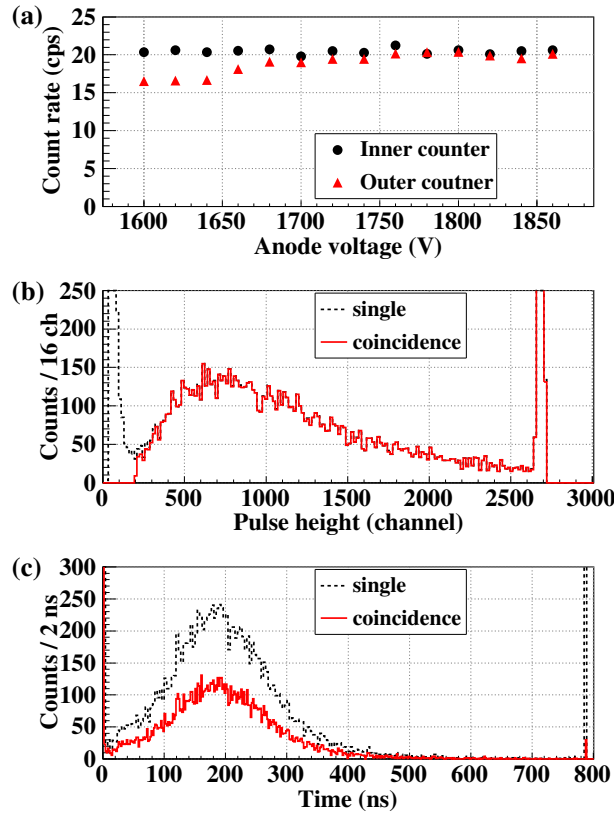 (a)
Count rate (cps)
25
20
15
10
5
0
Inner counter
Outer coutner
1600 1650 1700 1750 1800 1850
Anode voltage (V)
(b)
Counts / 16 ch
250
200
150
100
50
0
single
coincidence
0 500 1000 1500 2000 2500 3000
Pulse height (channel)
(c)
Counts / 2 ns
300
250
200
150
100
50
0
single
coincidence
0 100 200 300 400 500 600 700 800
Time (ns)